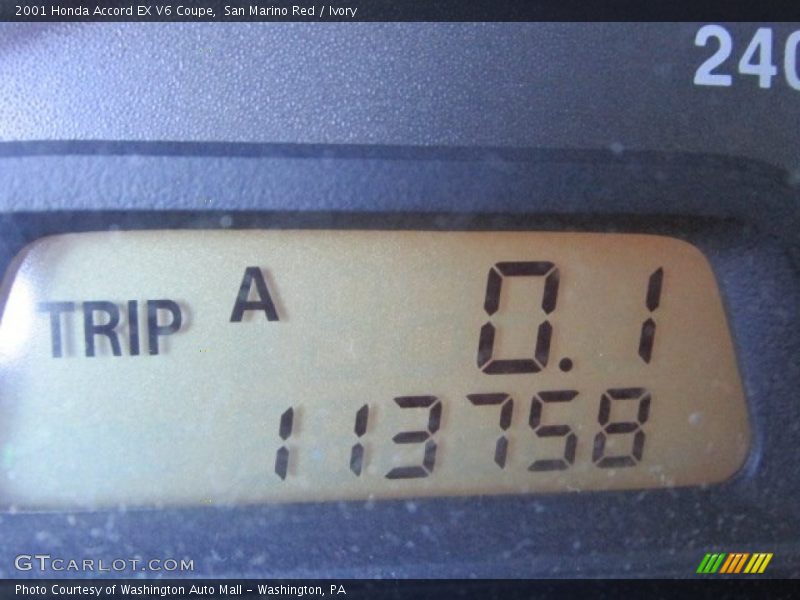 2001 Honda Accord EX V6 Coupe, San Marino Red / Ivory
240
TRIP A 0.1
113758
GTCARLOT.COM
Photo Courtesy of Washington Auto Mall - Washington, PA